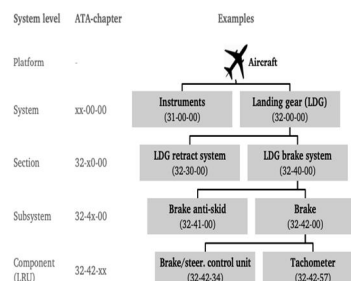 System level ATA-chapter Examples
Platform - Aircraft
System xx-00-00 Instruments Landing gear (LDG)
(31-00-00) (32-00-00)
Section 32-x0-00 LDG retract system LDG brake system
(32-30-00) (32-40-00)
Subsystem 32-4x-00 Brake anti-skid Brake
(32-41-00) (32-42-00)
Component 32-42-xx Brake/steer. control unit Tachometer
(LRU) (32-42-34) (32-42-57)